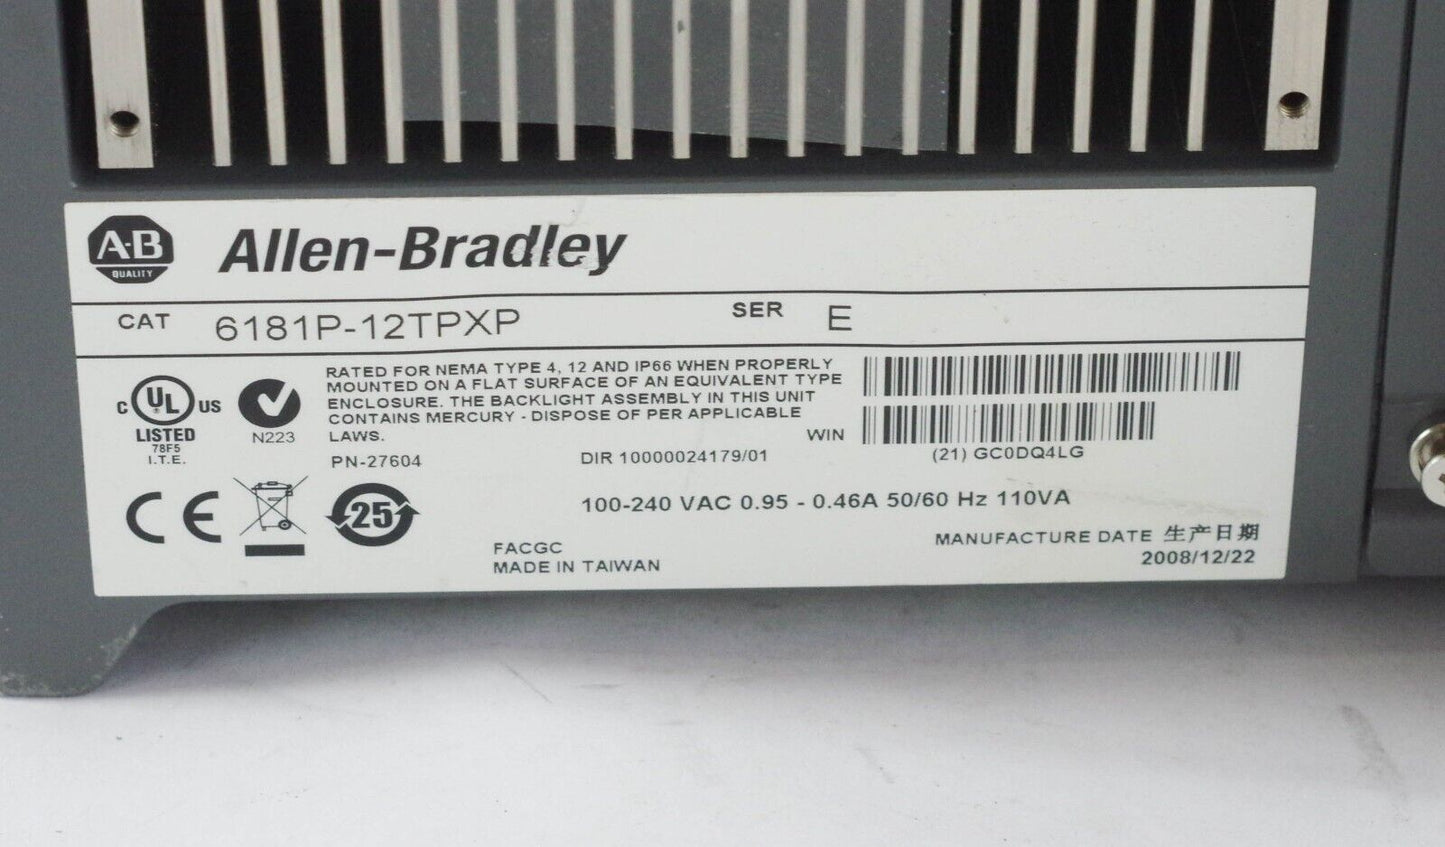 A·B
QUALITY
Allen-Bradley
CAT 6181P-12TPXP SER E
C UL US
LISTED
78F5
I.T.E.
N223
RATED FOR NEMA TYPE 4, 12 AND IP66 WHEN PROPERLY
MOUNTED ON A FLAT SURFACE OF AN EQUIVALENT TYPE
ENCLOSURE. THE BACKLIGHT ASSEMBLY IN THIS UNIT
CONTAINS MERCURY - DISPOSE OF PER APPLICABLE
LAWS.
WIN
(21) GC0DQ4LG
PN-27604 DIR 10000024179/01
CE
25
100-240 VAC 0.95 - 0.46A 50/60 Hz 110VA
FACGC
MADE IN TAIWAN
MANUFACTURE DATE 生产日期
2008/12/22